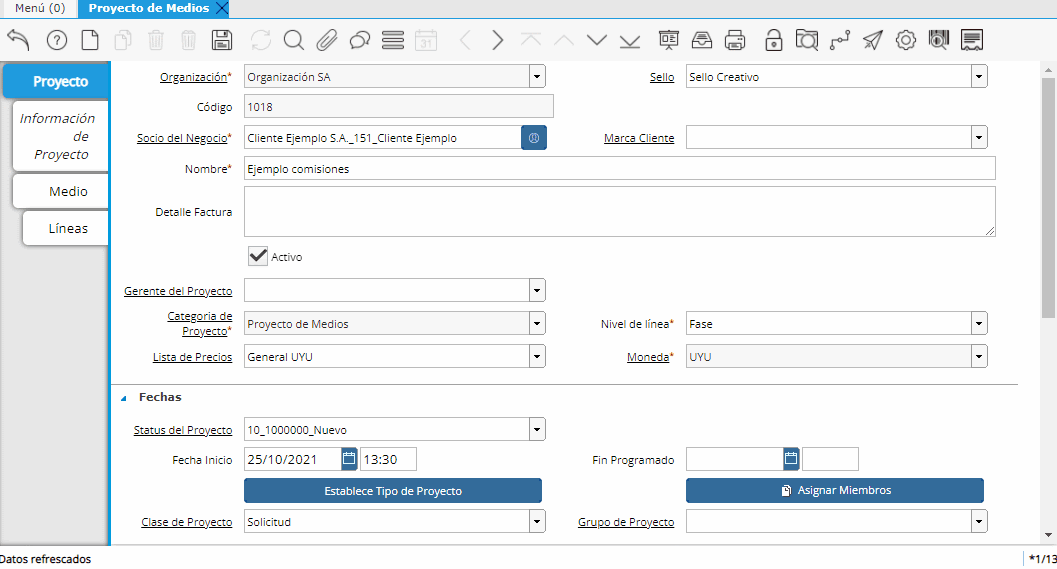 Menú (0) Proyecto de Medios
31
Proyecto
Información
de
Proyecto
Medio
Líneas
Organización* Organización SA Sello Sello Creativo
Código 1018
Socio del Negocio* Cliente Ejemplo S.A._151_Cliente Ejemplo Marca Cliente
Nombre* Ejemplo comisiones
Detalle Factura
Activo
Gerente del Proyecto
Categoria de
Proyecto* Proyecto de Medios Nivel de línea* Fase
Lista de Precios General UYU Moneda* UYU
Fechas
Status del Proyecto 10_1000000_Nuevo
Fecha Inicio 25/10/2021 13:30 Fin Programado
Establece Tipo de Proyecto Asignar Miembros
Clase de Proyecto Solicitud Grupo de Proyecto
Datos refrescados *1/13